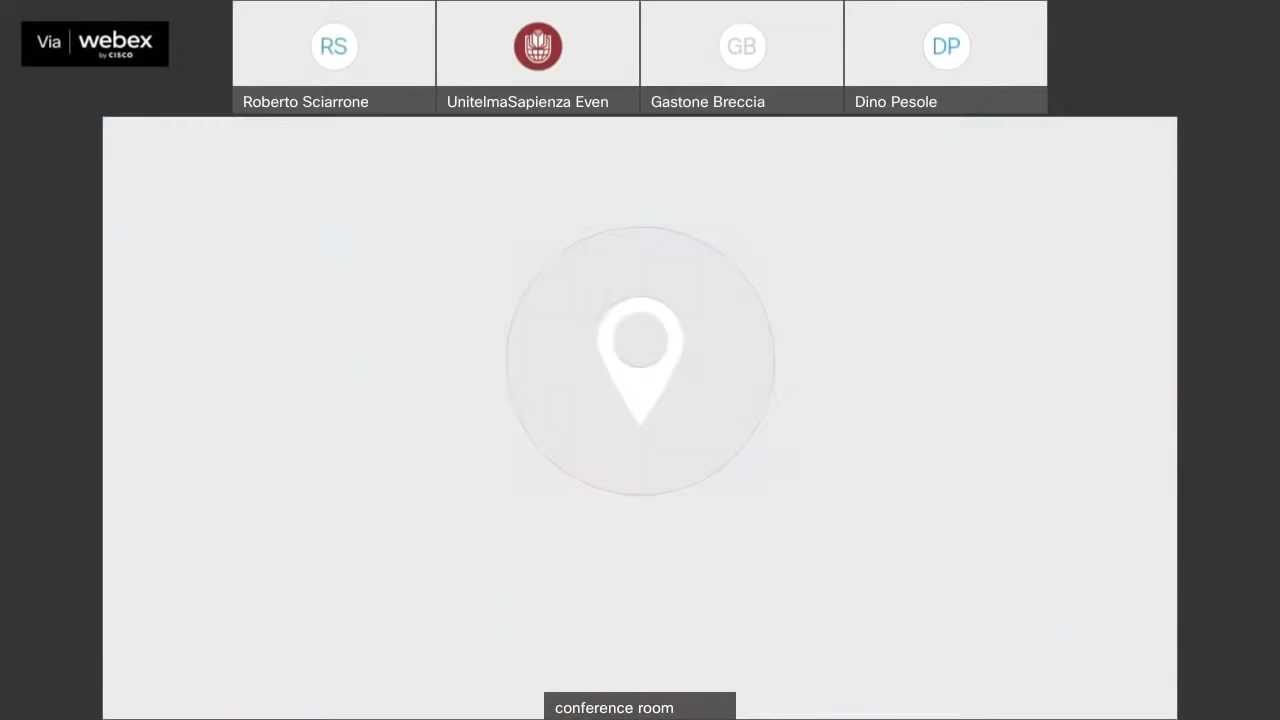 Via | webex
by CISCO
RS
GB
DP
Roberto Sciarrone
UnitelmaSapienza Even
Gastone Breccia
Dino Pesole
conference room